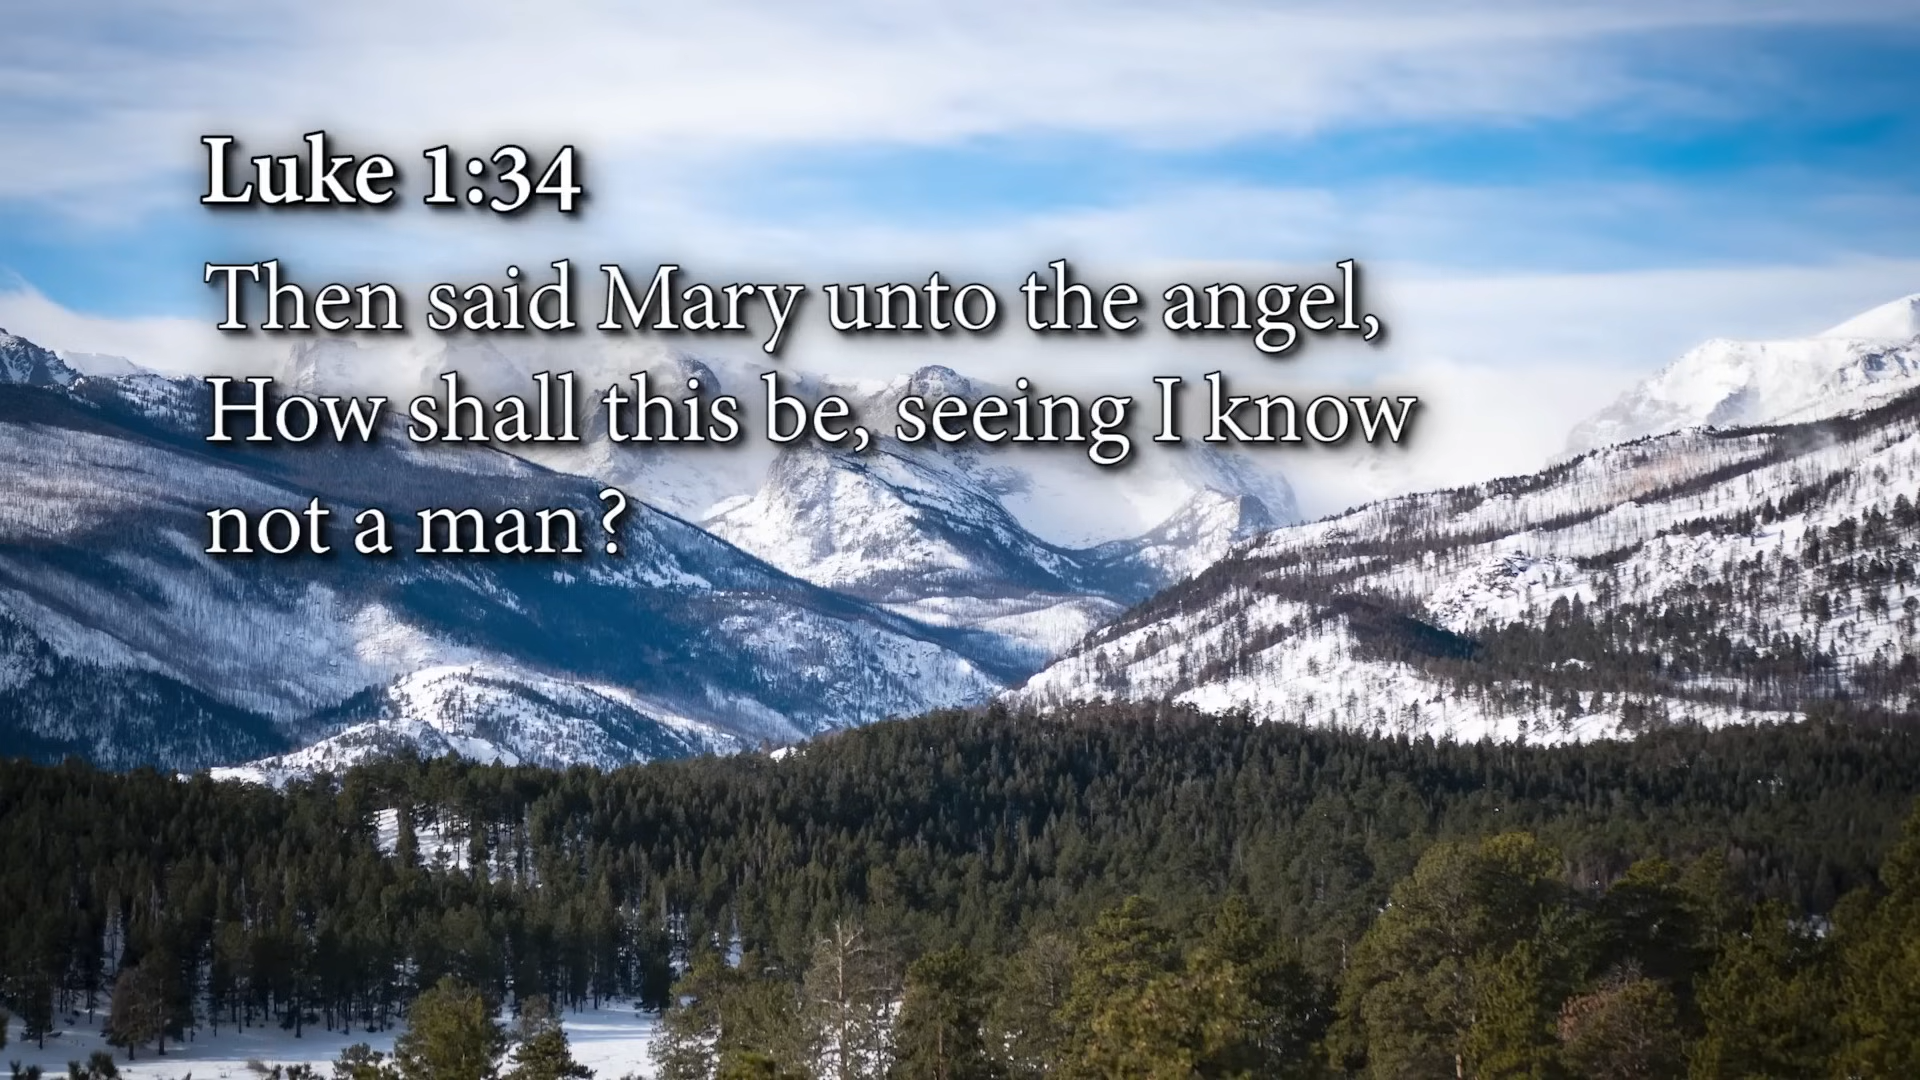 Luke 1:34
Then said Mary unto the angel,
How shall this be, seeing I know
not a man?